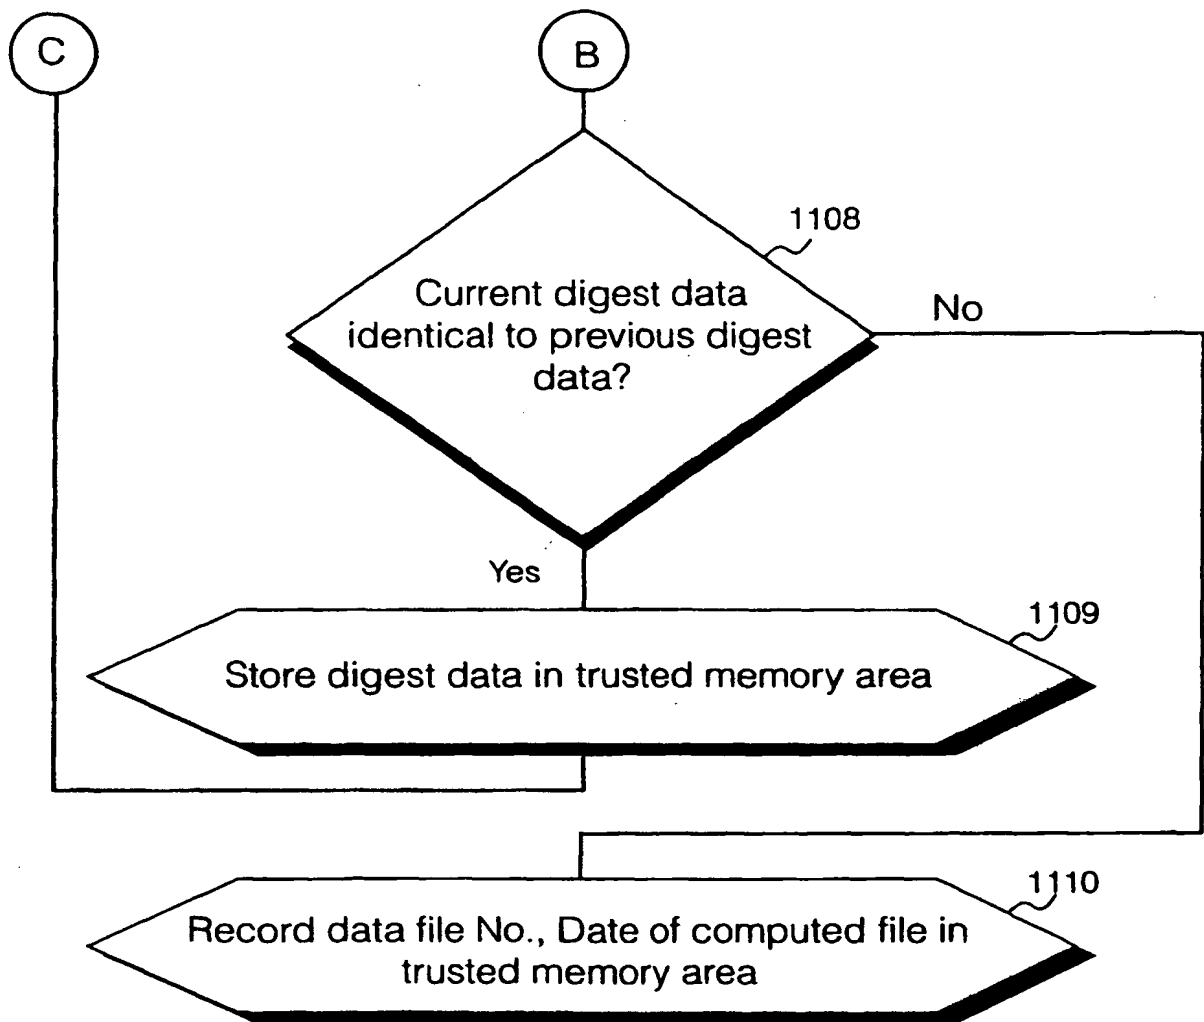 C
B
1108
Current digest data
identical to previous digest
data?
No
Yes
1109
Store digest data in trusted memory area
1110
Record data file No., Date of computed file in
trusted memory area